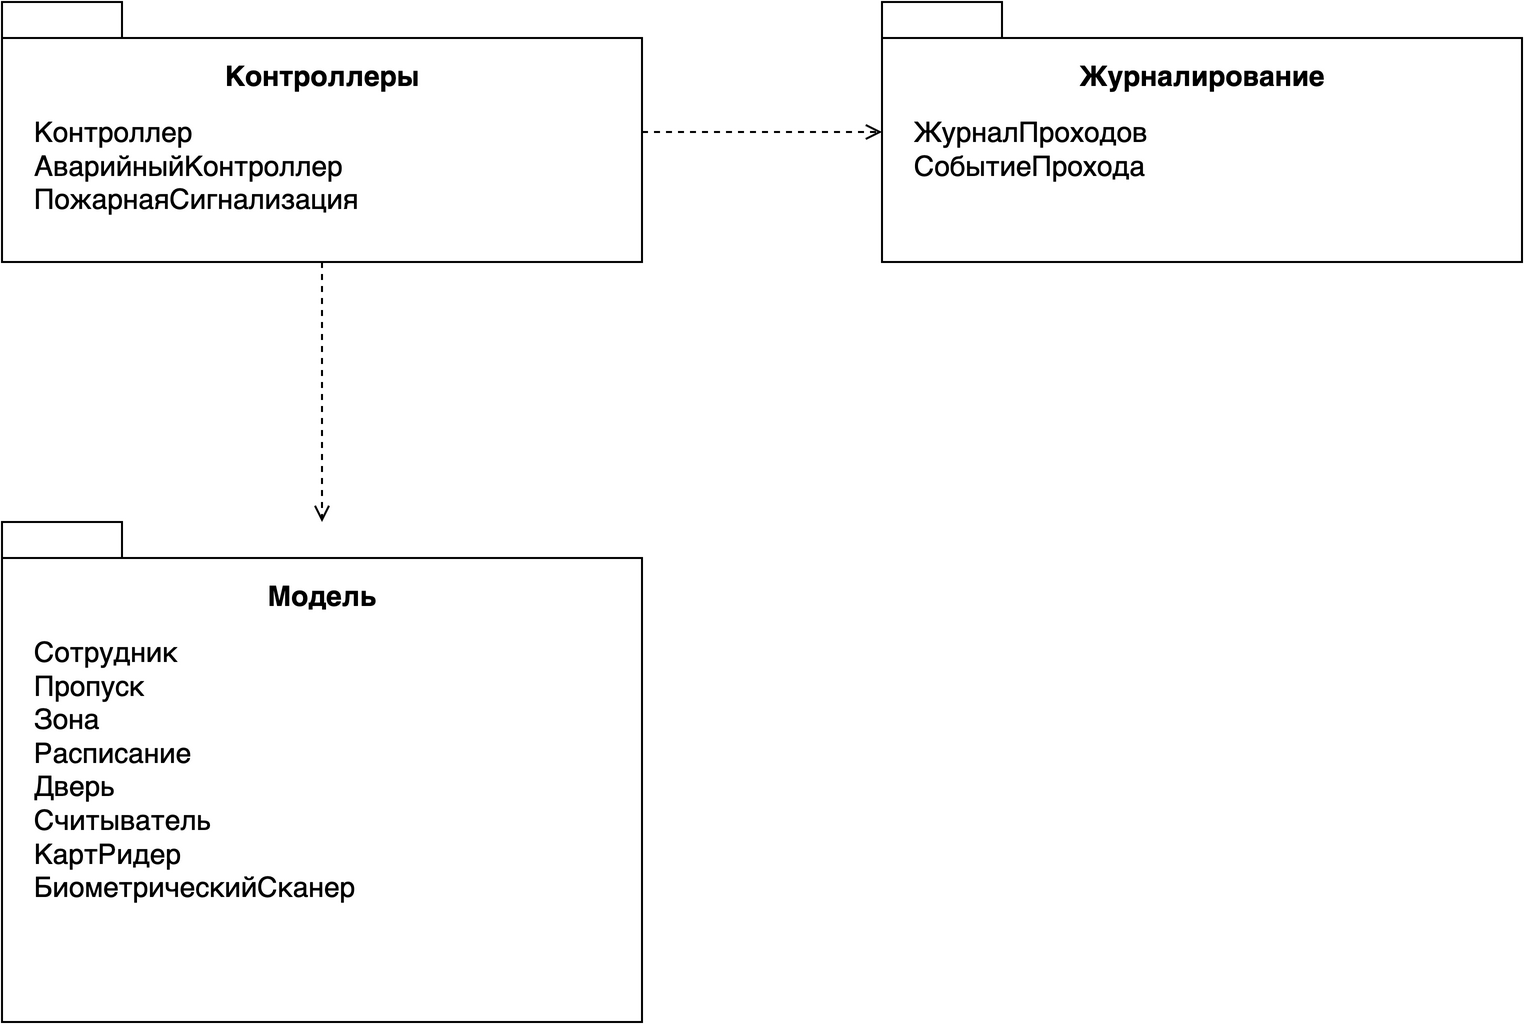 Контроллеры
Контроллер
АварийныйКонтроллер
ПожарнаяСигнализация
Журналирование
ЖурналПроходов
СобытиеПрохода
Модель
Сотрудник
Пропуск
Зона
Расписание
Дверь
Считыватель
КартРидер
БиометрическийСканер